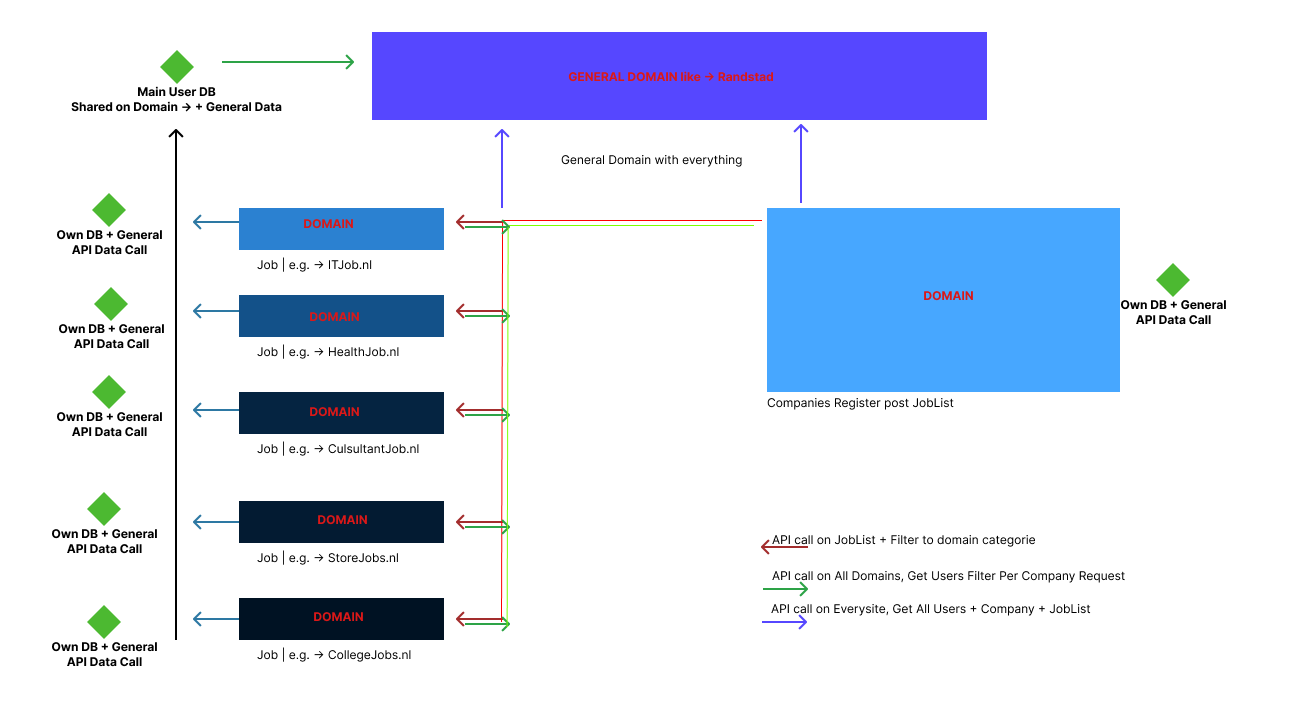 GENERAL DOMAIN like → Randstad
Main User DB
Shared on Domain → + General Data
General Domain with everything
Own DB + General
API Data Call
DOMAIN
Job | e.g. → ITJob.nl
Own DB + General
API Data Call
DOMAIN
Job | e.g. → HealthJob.nl
Own DB + General
API Data Call
DOMAIN
Job | e.g. → CulsultantJob.nl
Own DB + General
API Data Call
DOMAIN
Job | e.g. → StoreJobs.nl
Own DB + General
API Data Call
DOMAIN
Job | e.g. → CollegeJobs.nl
DOMAIN
Own DB + General
API Data Call
Companies Register post JobList
API call on JobList + Filter to domain categorie
API call on All Domains, Get Users Filter Per Company Request
API call on Everysite, Get All Users + Company + JobList